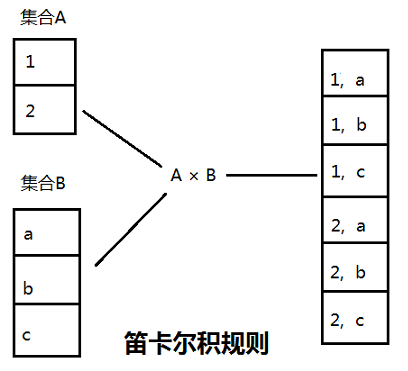 集合A
1
2
集合B
a
b
c
A × B
1, a
1, b
1, c
2, a
2, b
2, c
笛卡尔积规则